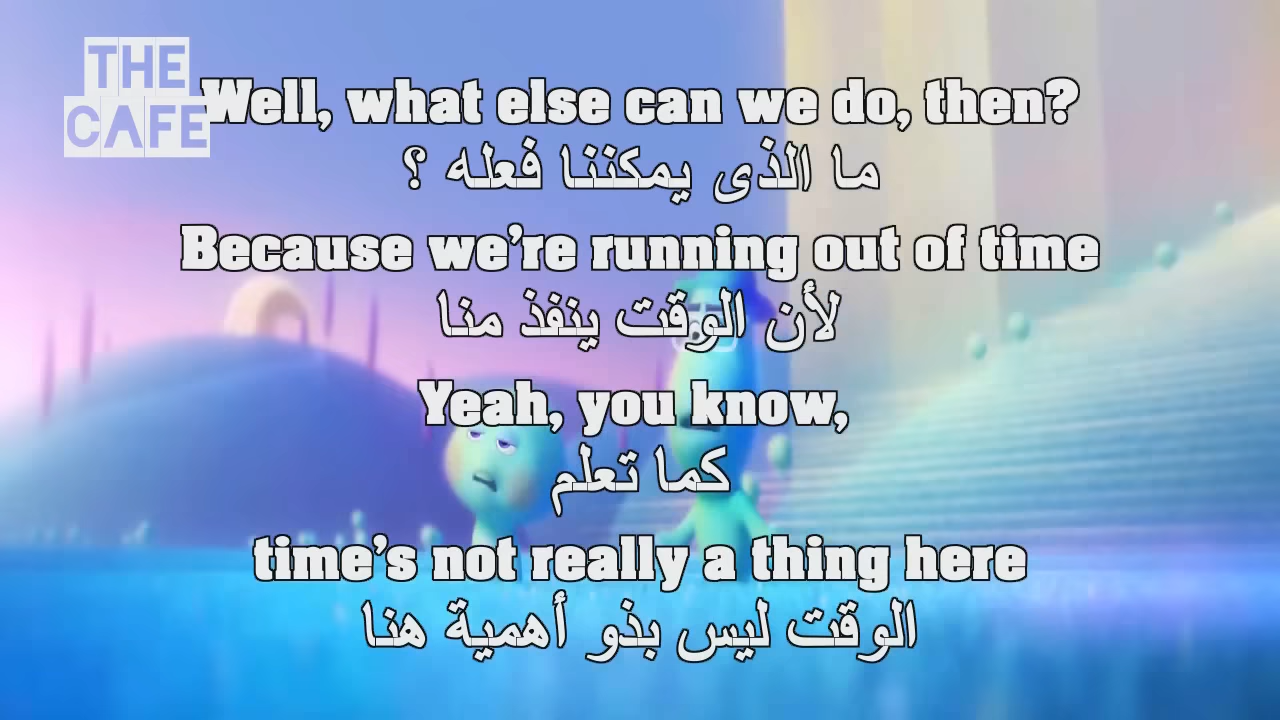 THE
CAFE
Well, what else can we do, then?
ما الذى يمكننا فعله ؟
Because we're running out of time
لأن الوقت ينفذ منا
Yeah, you know,
كما تعلم
time's not really a thing here
الوقت ليس بذو أهمية هنا